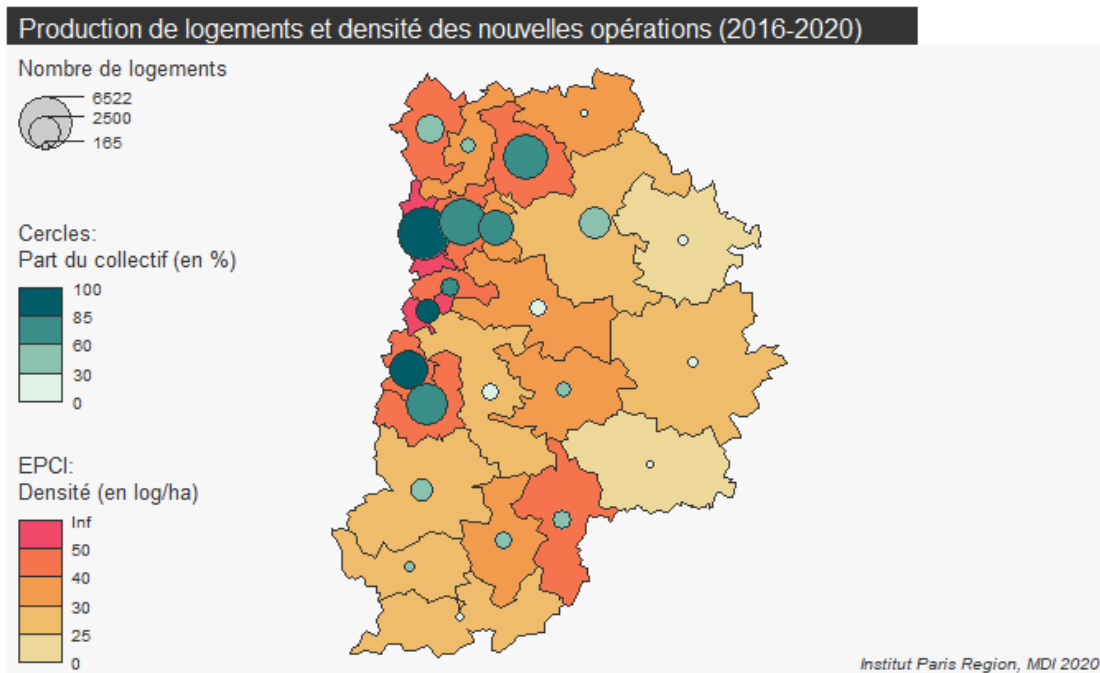 Production de logements et densité des nouvelles opérations (2016-2020)
Nombre de logements
6522
2500
165
Cercles:
Part du collectif (en %)
100
85
60
30
0
EPCI:
Densité (en log/ha)
Inf
50
40
30
25
0
Institut Paris Region, MDI 2020